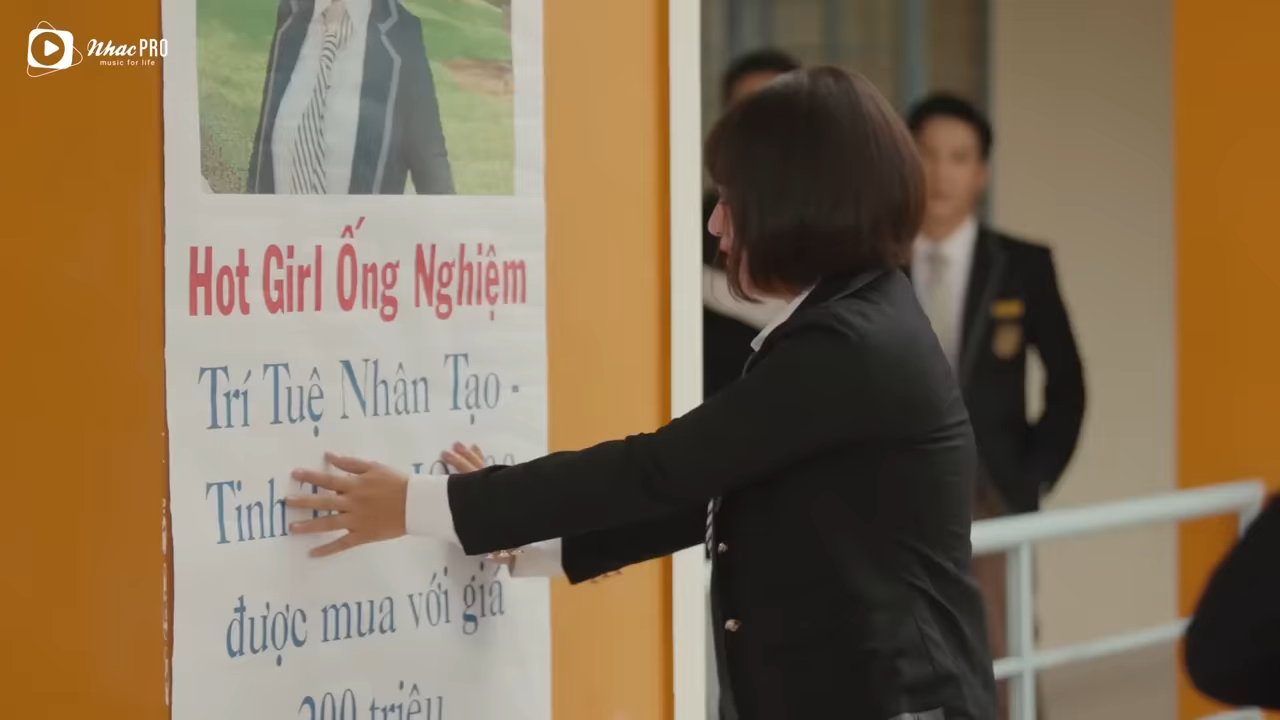 Nhạc PRO
music for life
Hot Girl Ống Nghiệm
Trí Tuệ Nhân Tạo -
Tinh
được mua với giá
200 triệu